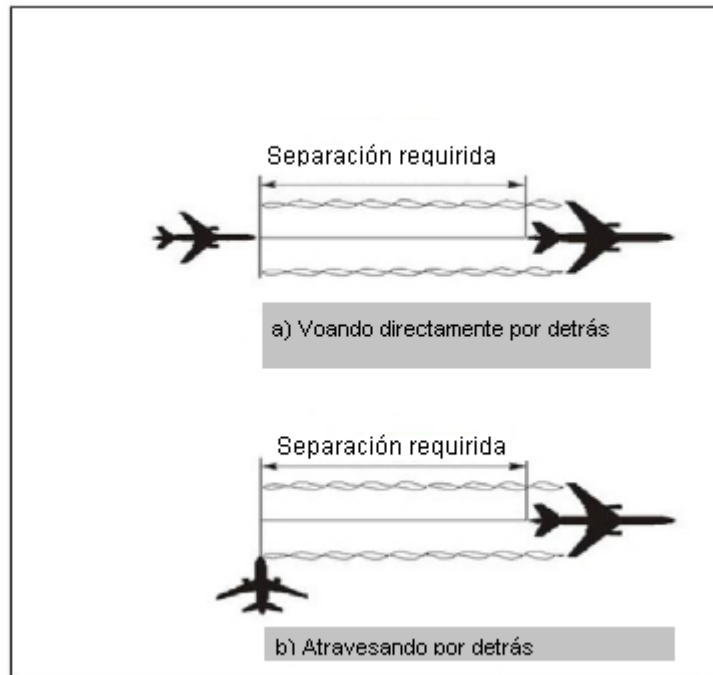 Separación requirida
a) Voando directamente por detrás
Separación requirida
b) Atravesando por detrás